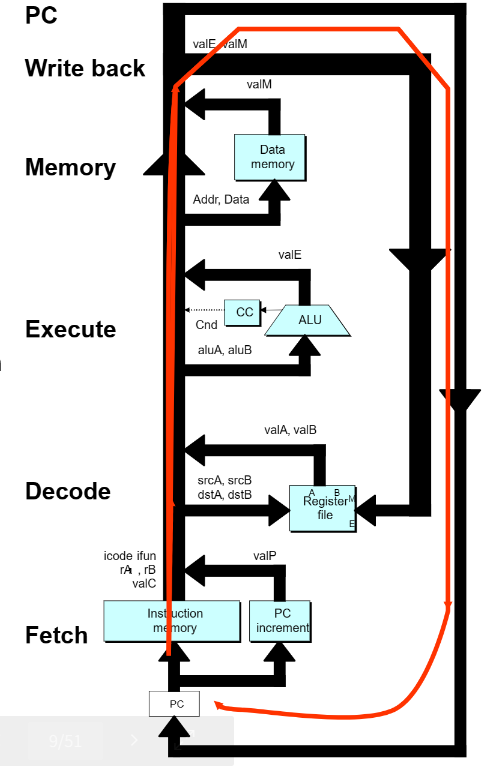 PC
valE, valM
Write back
valM
Data
memory
Memory
Addr, Data
valE
CC
ALU
Cnd
Execute
aluA, aluB
valA, valB
srcA, srcB
dstA, dstB
A B
M
Register
file
E
Decode
icode ifun
rA , rB
valC
valP
Instruction
memory
PC
increment
Fetch
PC
9/51